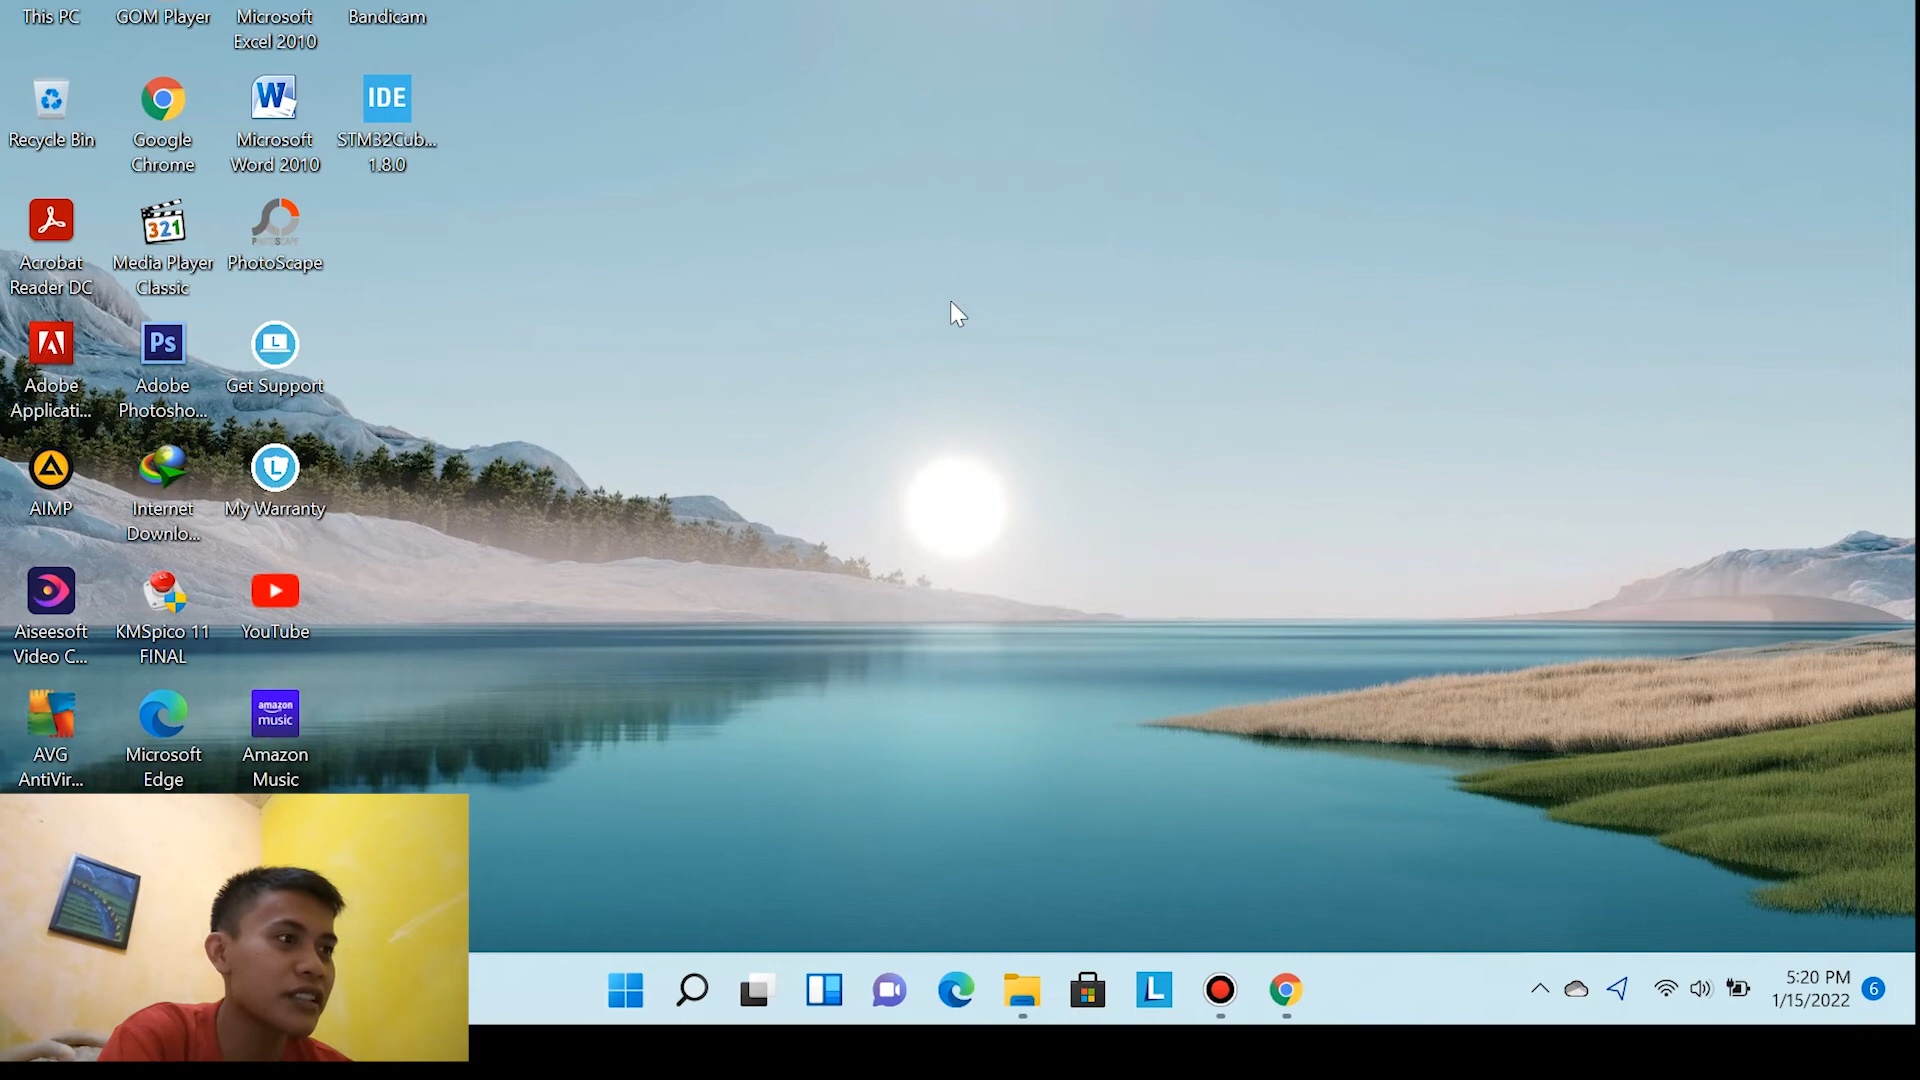 This PC
GOM Player
Microsoft
Excel 2010
Bandicam
Recycle Bin
Google
Chrome
W
Microsoft
Word 2010
IDE
STM32Cub...
1.8.0
Acrobat
Reader DC
321
Media Player
Classic
PHOTOSCAPE
PhotoScape
Adobe
Applicati...
Ps
Adobe
Photosho...
L
Get Support
AIMP
Internet
Downlo...
L
My Warranty
Aiseesoft
Video C...
KMSpico 11
FINAL
YouTube
AVG
AntiVir...
Microsoft
Edge
amazon
music
Amazon
Music
L
5:20 PM
1/15/2022
6